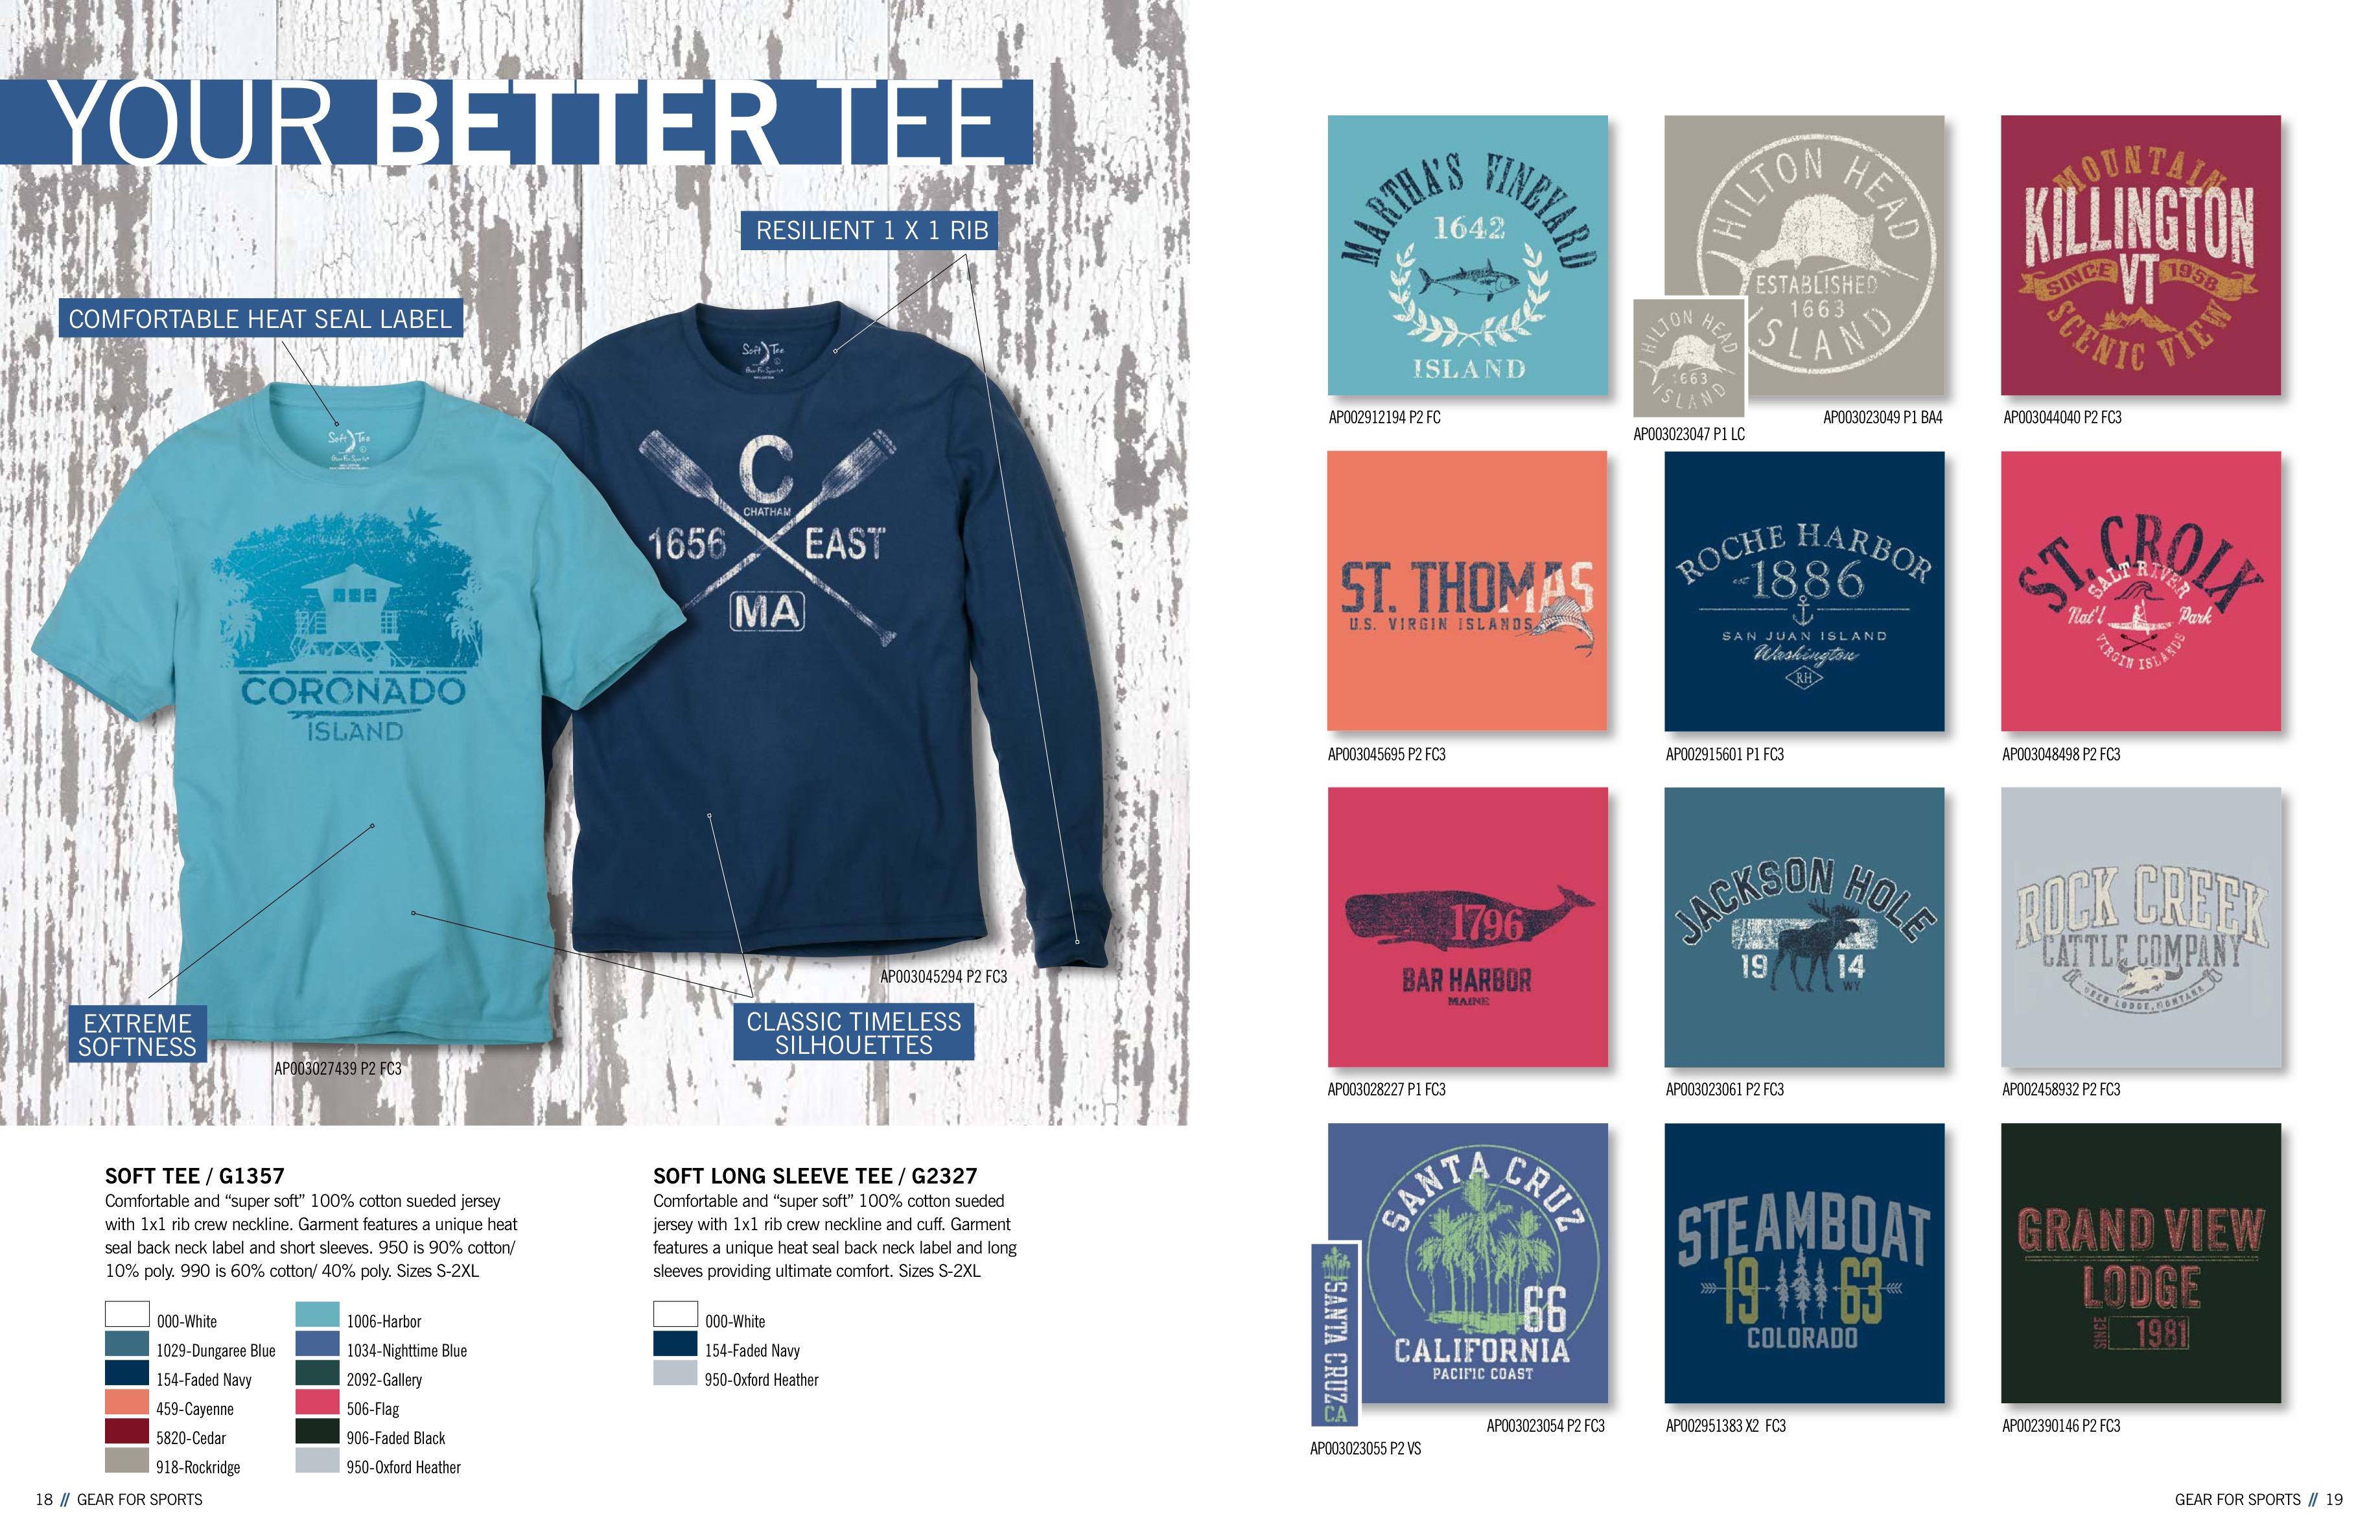 YOUR BETTER TEE
RESILIENT 1 X 1 RIB
COMFORTABLE HEAT SEAL LABEL
Soft Tee
Gear For Sports
Soft Tee
Gear For Sports
C
CHATHAM
1656 EAST
MA
CORONADO
ISLAND
AP003045294 P2 FC3
EXTREME
SOFTNESS
CLASSIC TIMELESS
SILHOUETTES
AP003027439 P2 FC3
SOFT TEE / G1357
Comfortable and “super soft” 100% cotton sueded jersey
with 1x1 rib crew neckline. Garment features a unique heat
seal back neck label and short sleeves. 950 is 90% cotton/
10% poly. 990 is 60% cotton/ 40% poly. Sizes S-2XL
000-White
1029-Dungaree Blue
154-Faded Navy
459-Cayenne
5820-Cedar
918-Rockridge
1006-Harbor
1034-Nighttime Blue
2092-Gallery
506-Flag
906-Faded Black
950-Oxford Heather
SOFT LONG SLEEVE TEE / G2327
Comfortable and “super soft” 100% cotton sueded
jersey with 1x1 rib crew neckline and cuff. Garment
features a unique heat seal back neck label and long
sleeves providing ultimate comfort. Sizes S-2XL
000-White
154-Faded Navy
950-Oxford Heather
18 // GEAR FOR SPORTS
MARTHA'S VINEYARD
1642
ISLAND
AP002912194 P2 FC
HILTON HEAD
ESTABLISHED
1663
ISLAND
HILTON HEAD
1663
ISLAND
AP003023047 P1 LC
AP003023049 P1 BA4
MOUNTAIN
KILLINGTON
SINCE VT 1958
SCENIC VIEW
AP003044040 P2 FC3
ST. THOMAS
U.S. VIRGIN ISLANDS
AP003045695 P2 FC3
ROCHE HARBOR
1886
SAN JUAN ISLAND
Washington
RH
AP002915601 P1 FC3
ST. CROIX
SALT RIVER
Nat'l Park
VIRGIN ISLANDS
AP003048498 P2 FC3
1796
BAR HARBOR
MAINE
AP003028227 P1 FC3
JACKSON HOLE
19 14
WY
AP003023061 P2 FC3
ROCK CREEK
CATTLE COMPANY
DEER LODGE, MONTANA
AP002458932 P2 FC3
SANTA CRUZ
66
CALIFORNIA
PACIFIC COAST
SANTA CRUZ CA
AP003023054 P2 FC3
AP003023055 P2 VS
STEAMBOAT
19 63
COLORADO
AP002951383 X2 FC3
GRAND VIEW
LODGE
SINCE 1981
AP002390146 P2 FC3
GEAR FOR SPORTS // 19